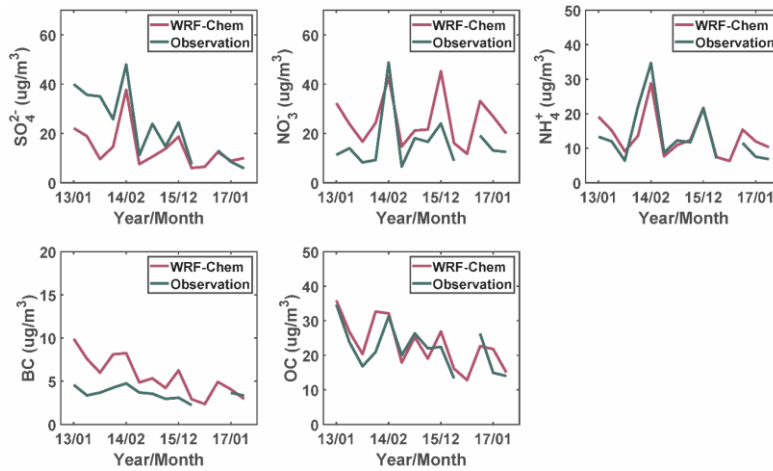 SO₄²⁻ (ug/m³)
60
40
20
0
WRF-Chem
Observation
13/01 14/02 15/12 17/01
Year/Month
NO₃⁻ (ug/m³)
60
40
20
0
WRF-Chem
Observation
13/01 14/02 15/12 17/01
Year/Month
NH₄⁺ (ug/m³)
50
40
30
20
10
0
WRF-Chem
Observation
13/01 14/02 15/12 17/01
Year/Month
BC (ug/m³)
20
15
10
5
0
WRF-Chem
Observation
13/01 14/02 15/12 17/01
Year/Month
OC (ug/m³)
50
40
30
20
10
0
WRF-Chem
Observation
13/01 14/02 15/12 17/01
Year/Month